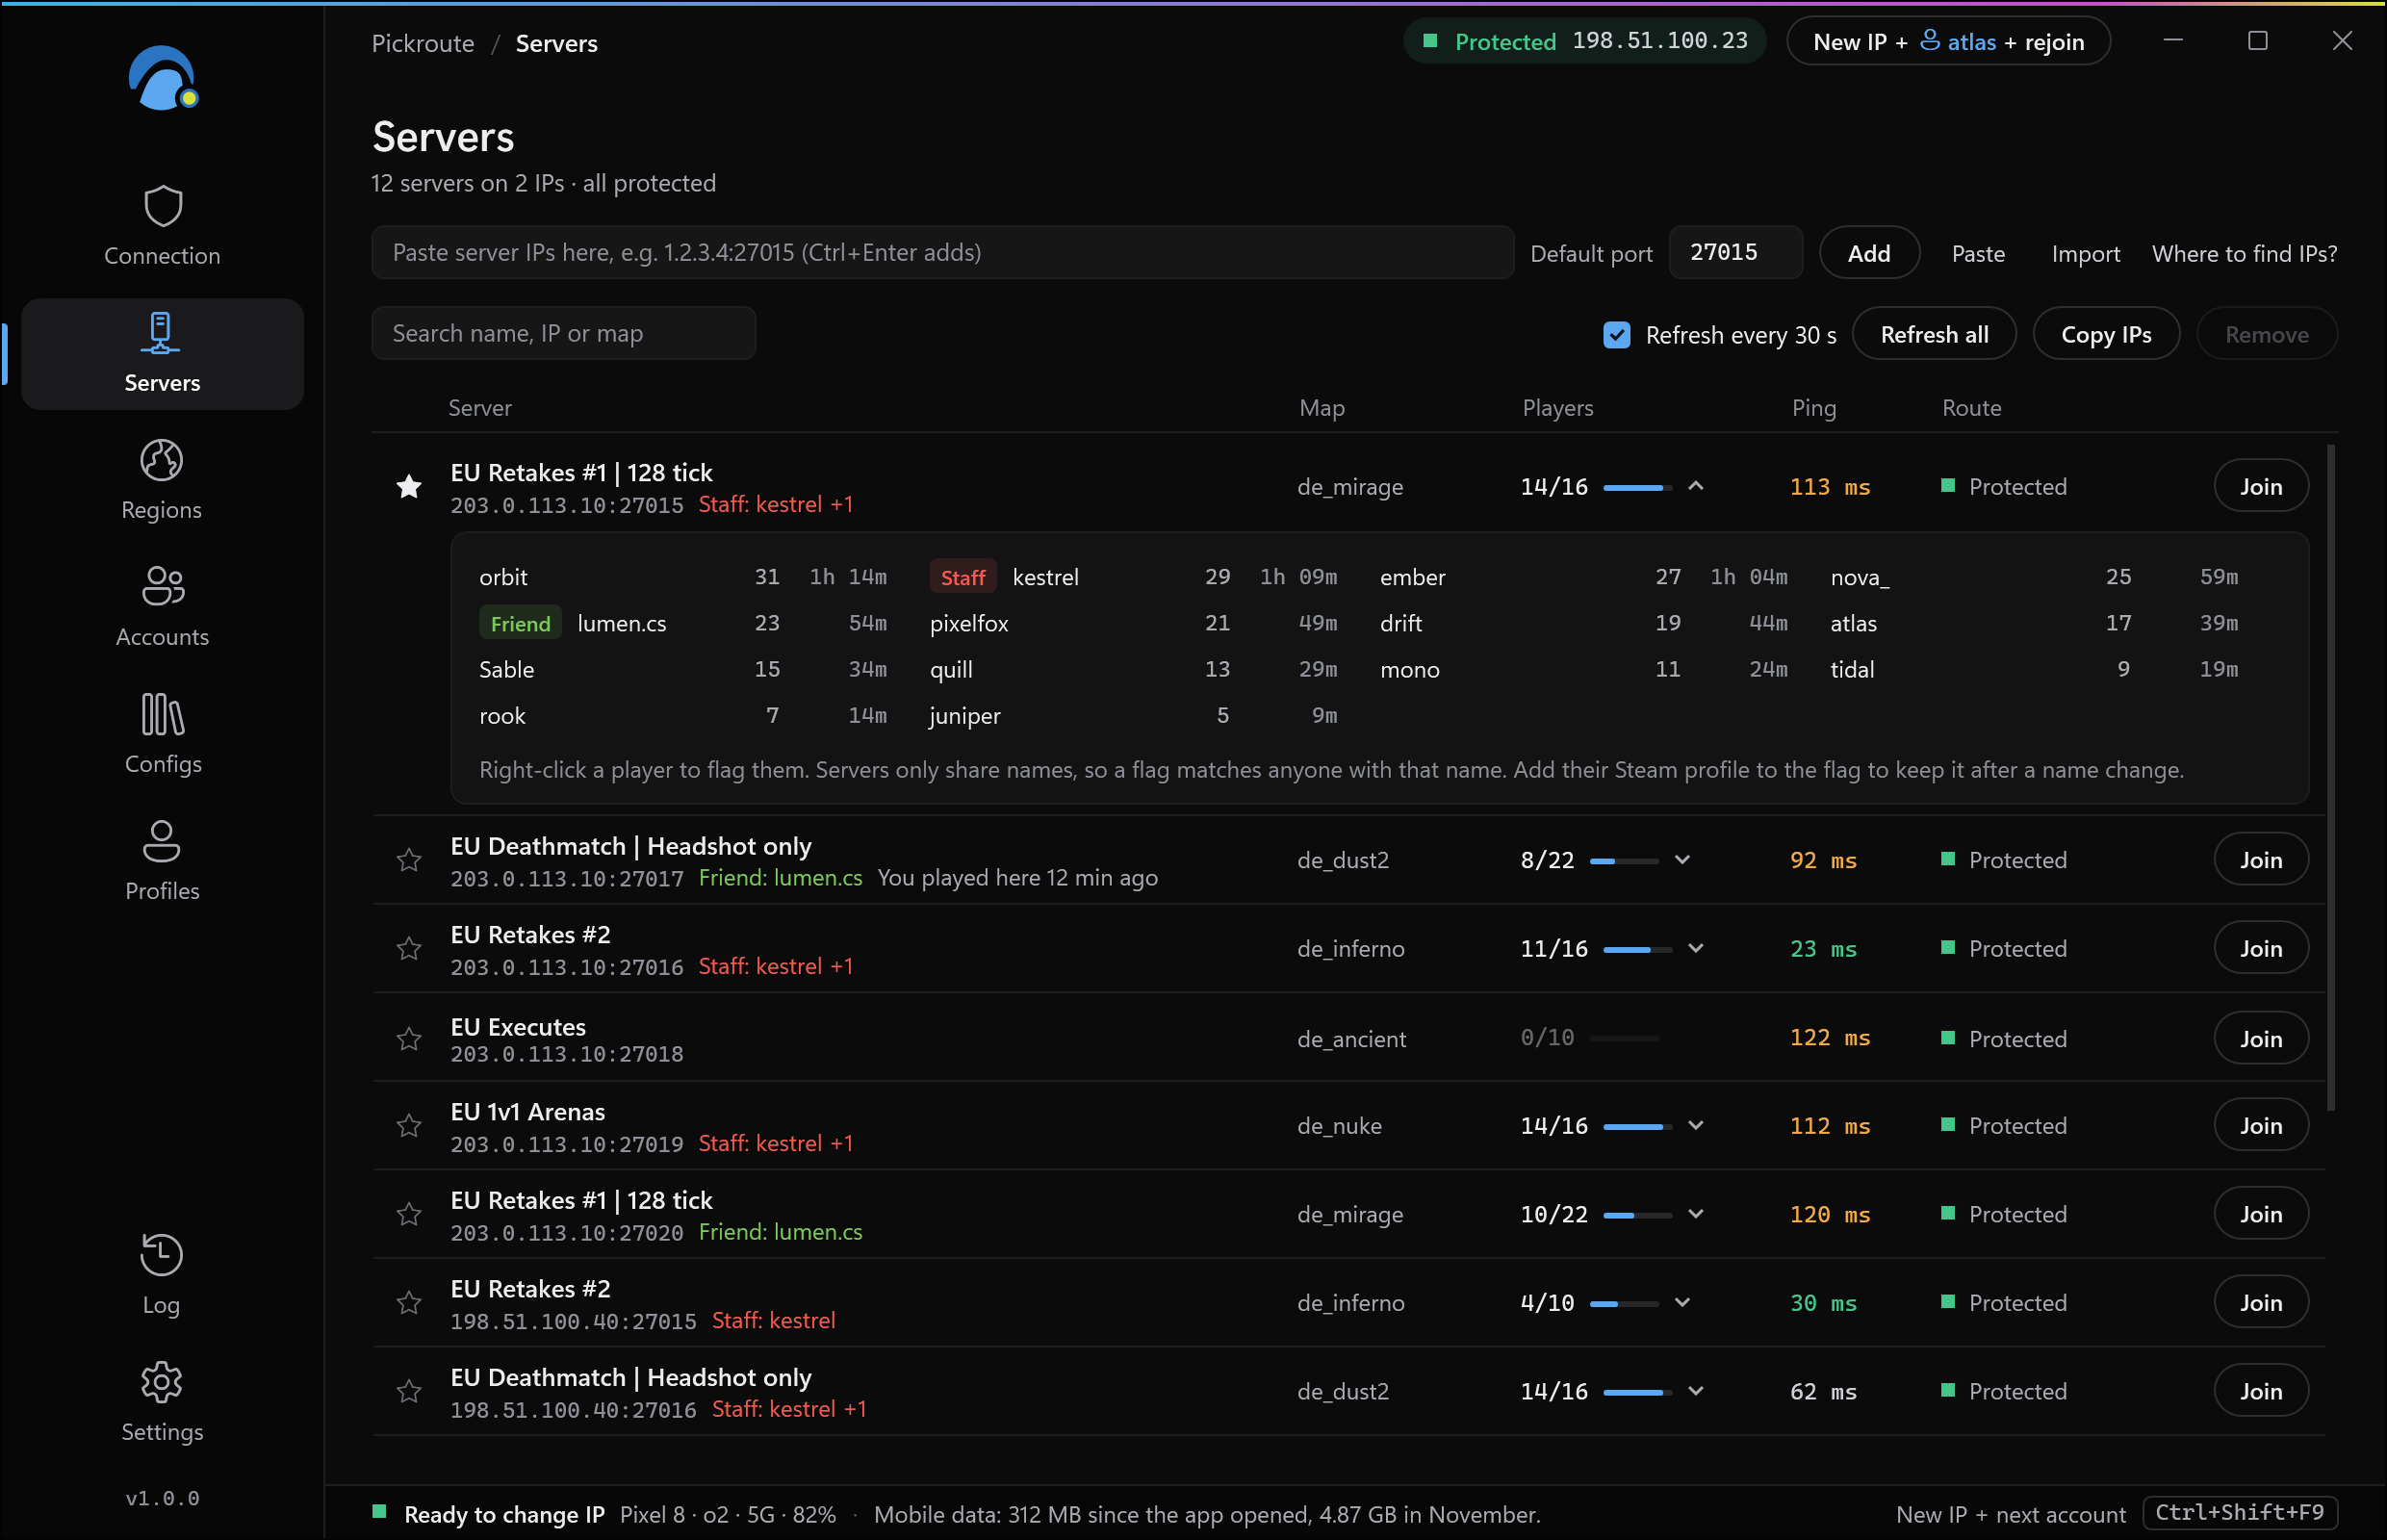 Pickroute / Servers
Protected 198.51.100.23
New IP + atlas + rejoin
Connection
Servers
Regions
Accounts
Configs
Profiles
Log
Settings
v1.0.0
Servers
12 servers on 2 IPs · all protected
Paste server IPs here, e.g. 1.2.3.4:27015 (Ctrl+Enter adds) Default port 27015 Add Paste Import Where to find IPs?
Search name, IP or map Refresh every 30 s Refresh all Copy IPs Remove
Server Map Players Ping Route
EU Retakes #1 | 128 tick
203.0.113.10:27015 Staff: kestrel +1
de_mirage 14/16 113 ms Protected Join
orbit 31 1h 14m Staff kestrel 29 1h 09m ember 27 1h 04m nova_ 25 59m
Friend lumen.cs 23 54m pixelfox 21 49m drift 19 44m atlas 17 39m
Sable 15 34m quill 13 29m mono 11 24m tidal 9 19m
rook 7 14m juniper 5 9m
Right-click a player to flag them. Servers only share names, so a flag matches anyone with that name. Add their Steam profile to the flag to keep it after a name change.
EU Deathmatch | Headshot only
203.0.113.10:27017 Friend: lumen.cs You played here 12 min ago
de_dust2 8/22 92 ms Protected Join
EU Retakes #2
203.0.113.10:27016 Staff: kestrel +1
de_inferno 11/16 23 ms Protected Join
EU Executes
203.0.113.10:27018
de_ancient 0/10 122 ms Protected Join
EU 1v1 Arenas
203.0.113.10:27019 Staff: kestrel +1
de_nuke 14/16 112 ms Protected Join
EU Retakes #1 | 128 tick
203.0.113.10:27020 Friend: lumen.cs
de_mirage 10/22 120 ms Protected Join
EU Retakes #2
198.51.100.40:27015 Staff: kestrel
de_inferno 4/10 30 ms Protected Join
EU Deathmatch | Headshot only
198.51.100.40:27016 Staff: kestrel +1
de_dust2 14/16 62 ms Protected Join
Ready to change IP Pixel 8 · o2 · 5G · 82% · Mobile data: 312 MB since the app opened, 4.87 GB in November.
New IP + next account Ctrl+Shift+F9